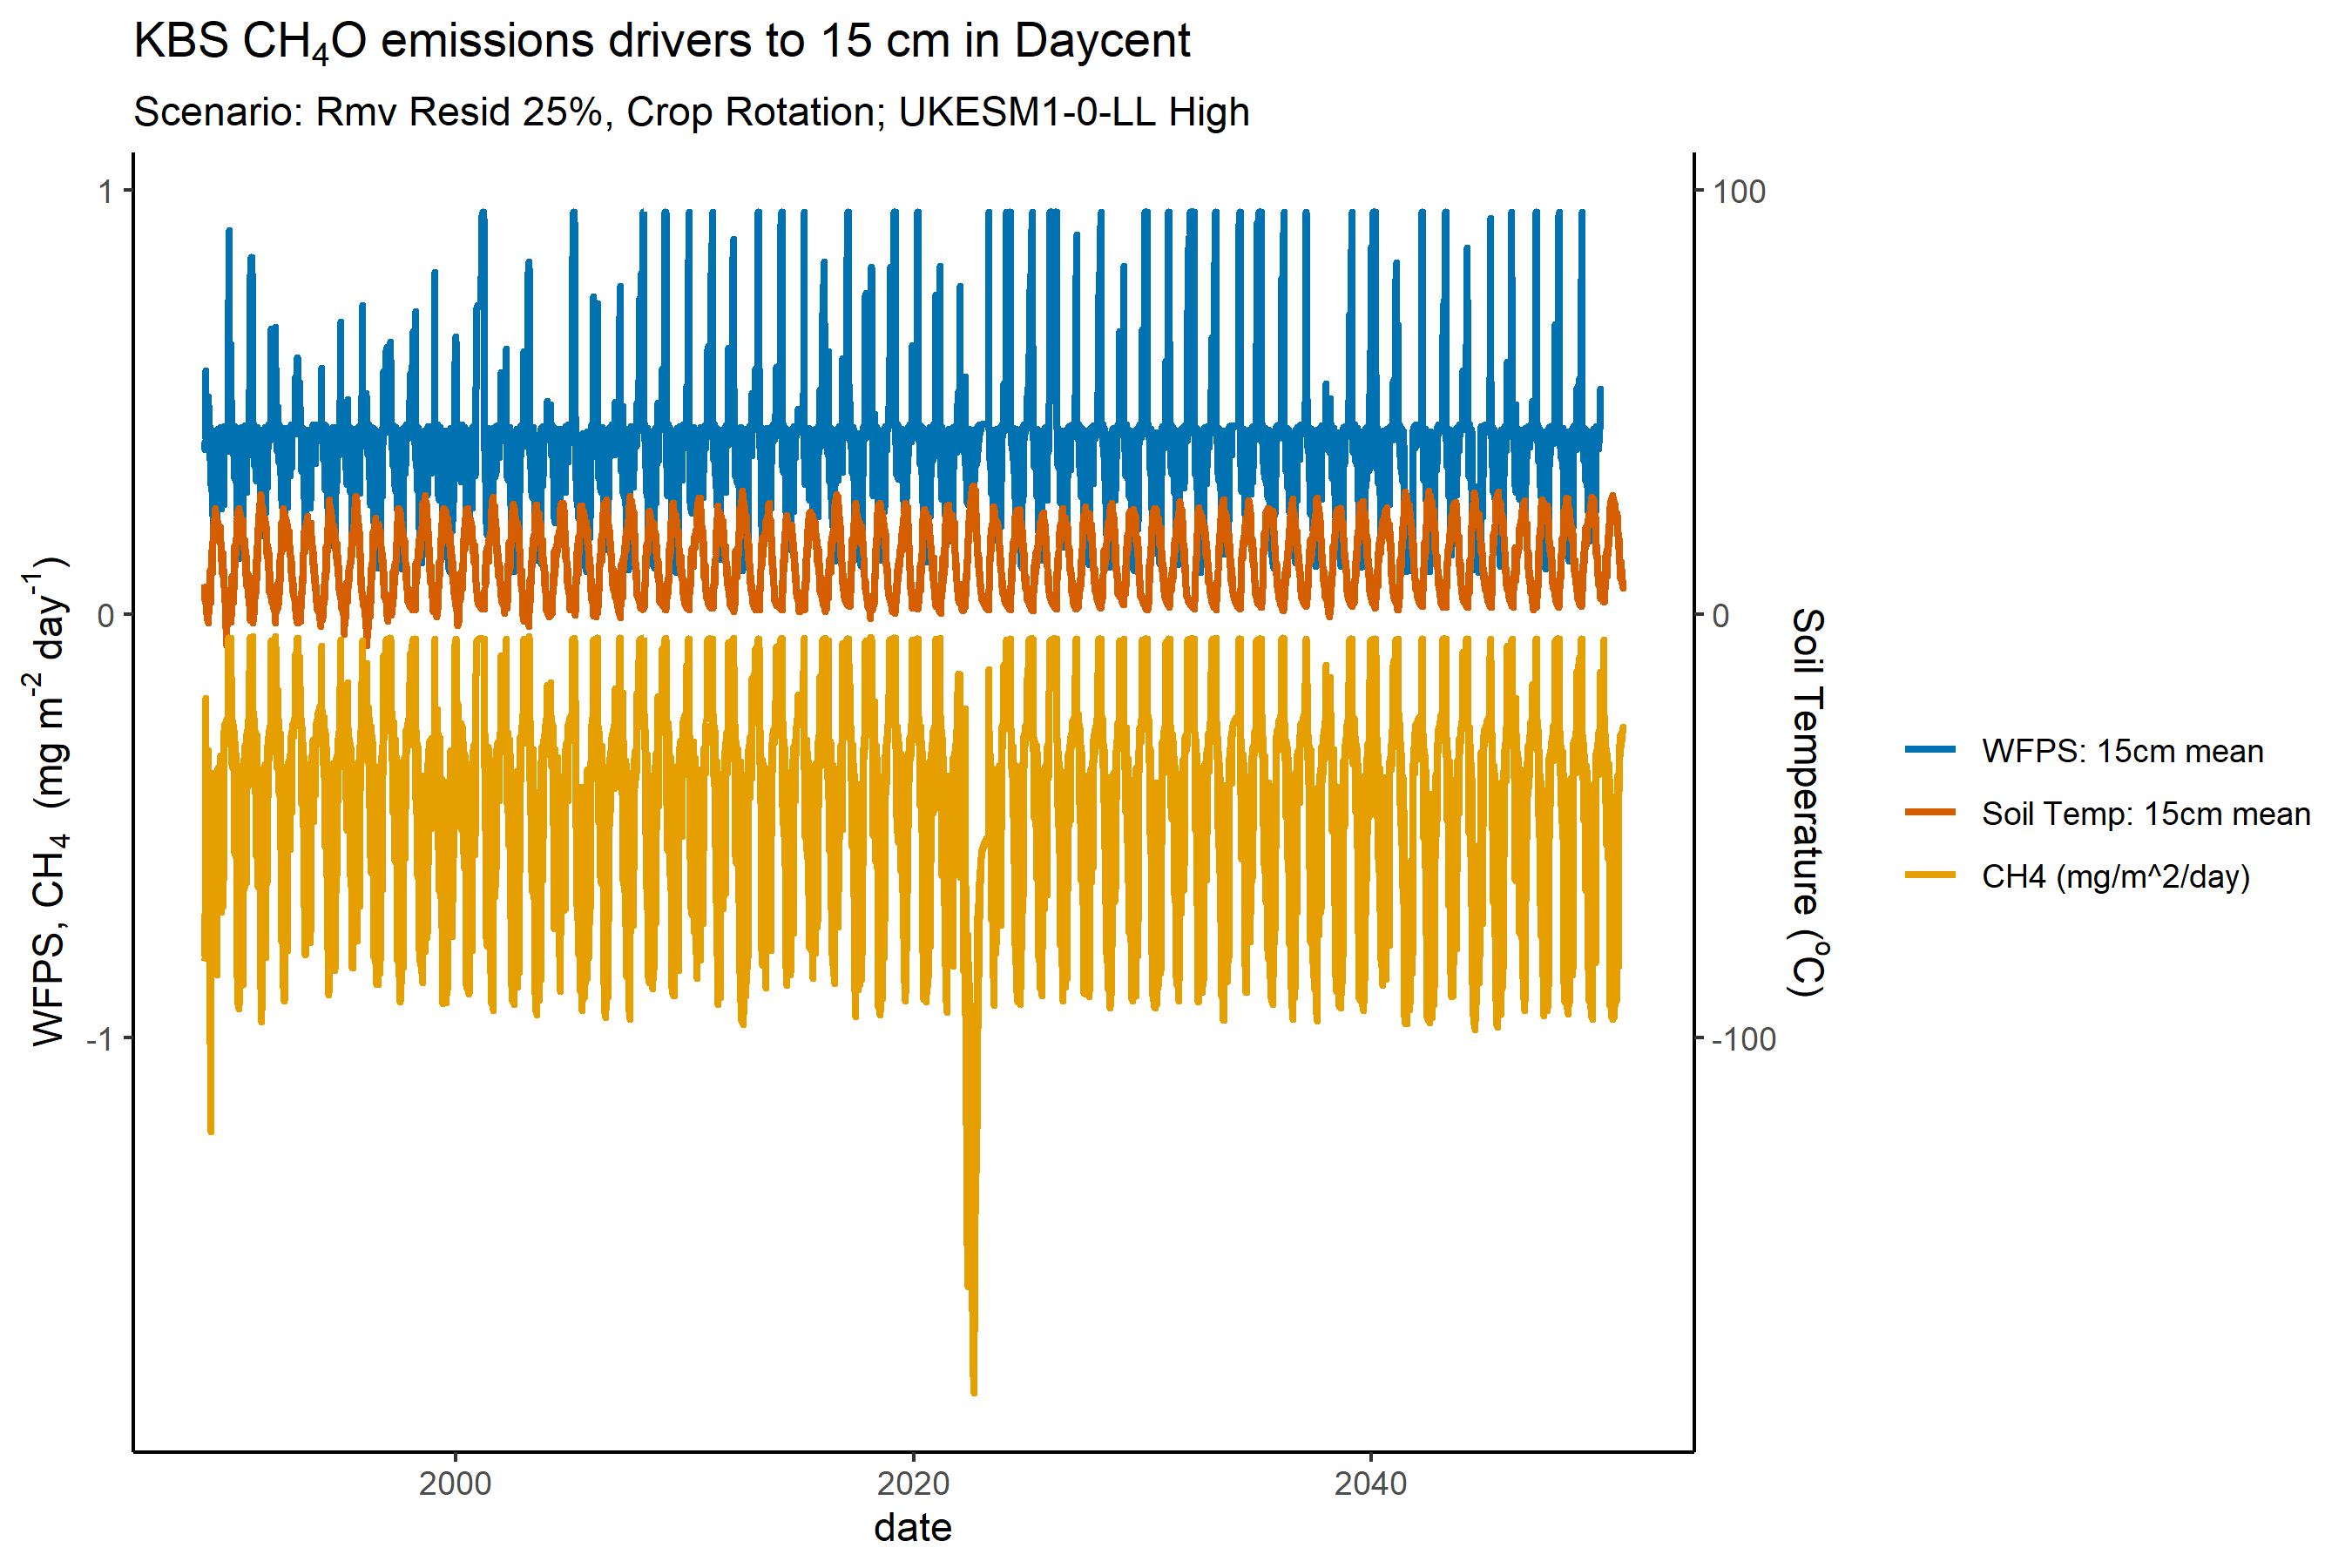 KBS CH₄O emissions drivers to 15 cm in Daycent
Scenario: Rmv Resid 25%, Crop Rotation; UKESM1-0-LL High
1
0
-1
WFPS, CH₄ (mg m⁻² day⁻¹)
100
0
-100
Soil Temperature (ᵒC)
WFPS: 15cm mean
Soil Temp: 15cm mean
CH4 (mg/m^2/day)
2000 2020 2040
date